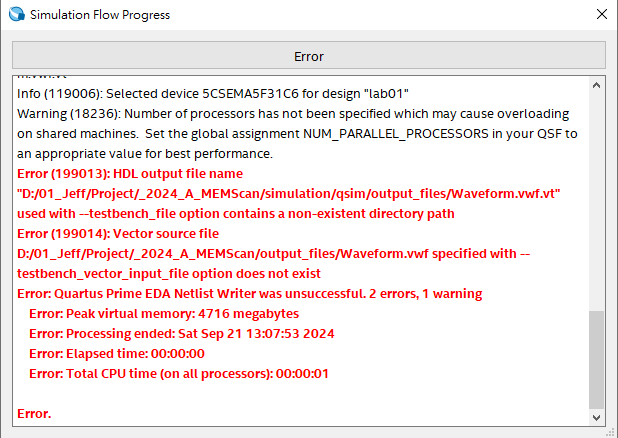 Simulation Flow Progress
Error
m.vwf.vt"
Info (119006): Selected device 5CSEMA5F31C6 for design "lab01"
Warning (18236): Number of processors has not been specified which may cause overloading
on shared machines.  Set the global assignment NUM_PARALLEL_PROCESSORS in your QSF to
an appropriate value for best performance.
Error (199013): HDL output file name
"D:/01_Jeff/Project/_2024_A_MEMScan/simulation/qsim/output_files/Waveform.vwf.vt"
used with --testbench_file option contains a non-existent directory path
Error (199014): Vector source file
D:/01_Jeff/Project/_2024_A_MEMScan/output_files/Waveform.vwf specified with --
testbench_vector_input_file option does not exist
Error: Quartus Prime EDA Netlist Writer was unsuccessful. 2 errors, 1 warning
Error: Peak virtual memory: 4716 megabytes
Error: Processing ended: Sat Sep 21 13:07:53 2024
Error: Elapsed time: 00:00:00
Error: Total CPU time (on all processors): 00:00:01
Error.